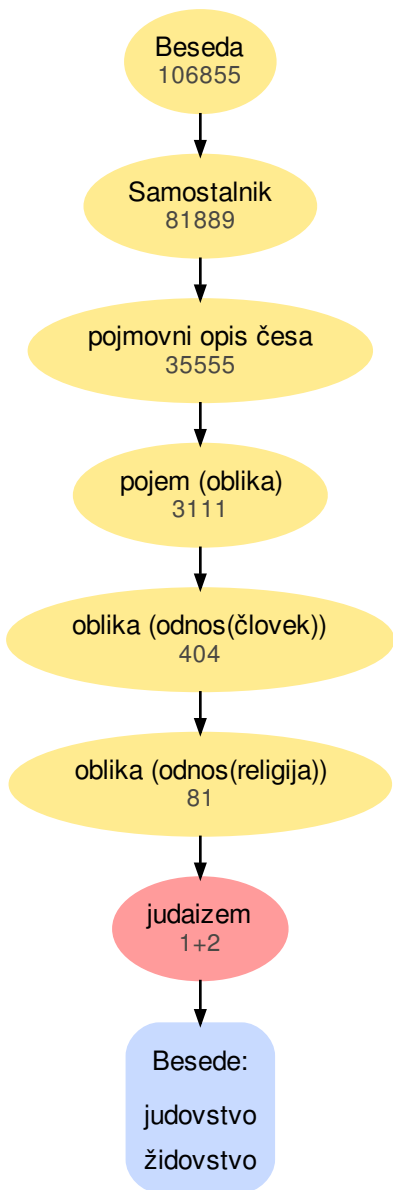 Beseda
106855
Samostalnik
81889
pojmovni opis česa
35555
pojem (oblika)
3111
oblika (odnos(človek))
404
oblika (odnos(religija))
81
judaizem
1+2
Besede:
judovstvo
židovstvo